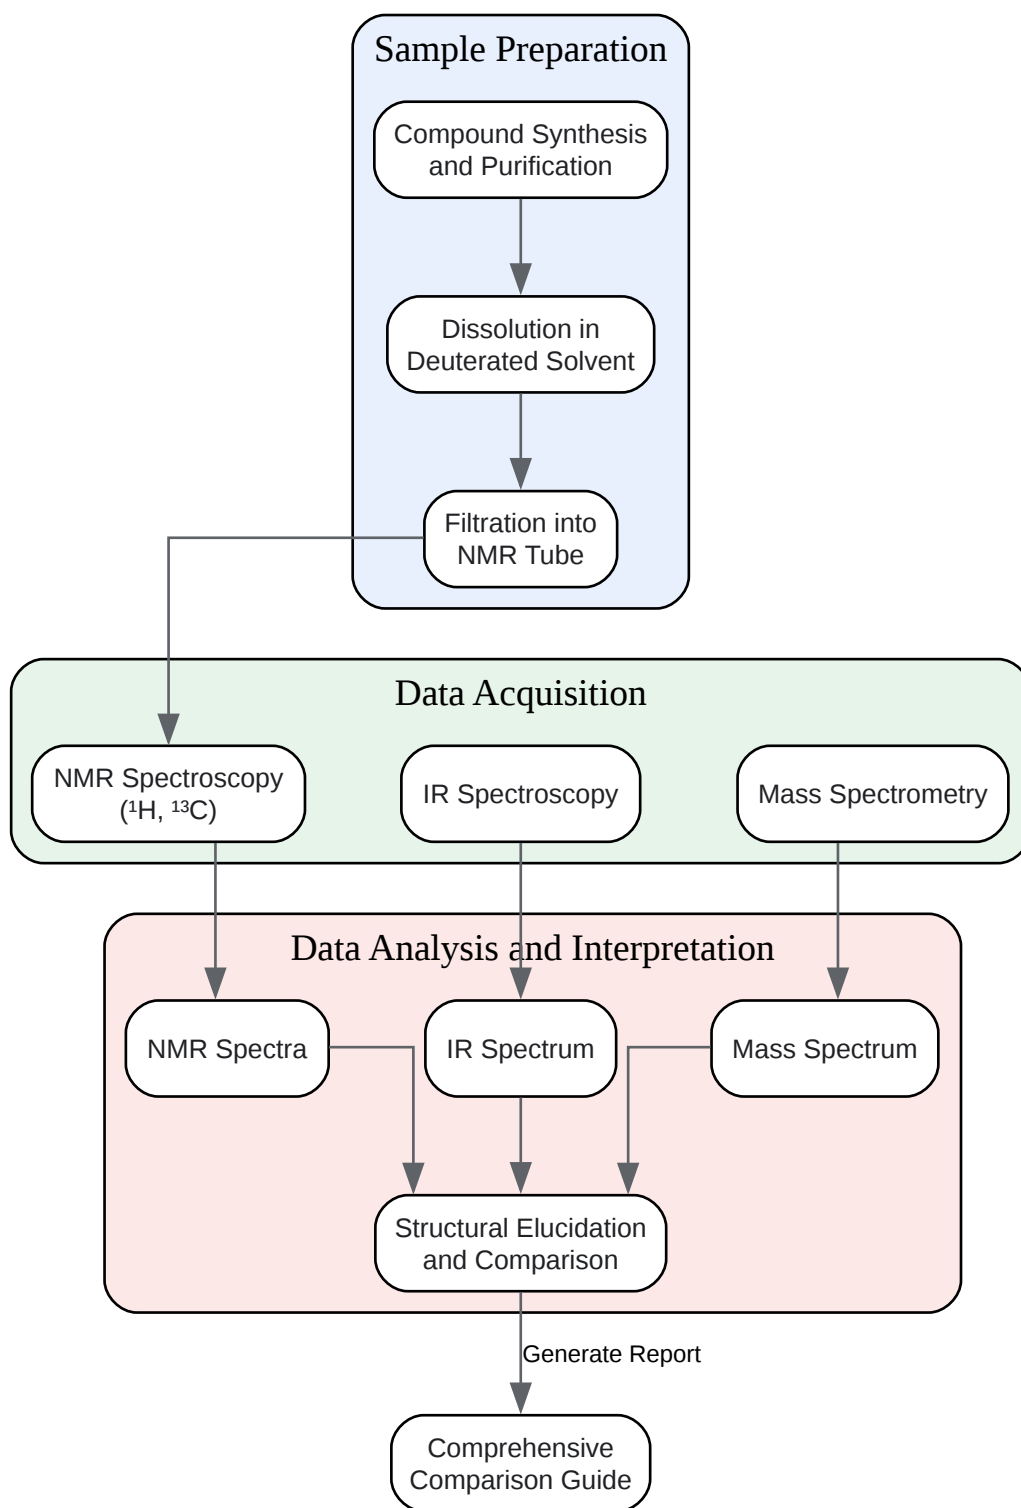 Sample Preparation
Compound Synthesis
and Purification
Dissolution in
Deuterated Solvent
Filtration into
NMR Tube
Data Acquisition
NMR Spectroscopy
(¹H, ¹³C)
IR Spectroscopy
Mass Spectrometry
Data Analysis and Interpretation
NMR Spectra
IR Spectrum
Mass Spectrum
Structural Elucidation
and Comparison
Generate Report
Comprehensive
Comparison Guide